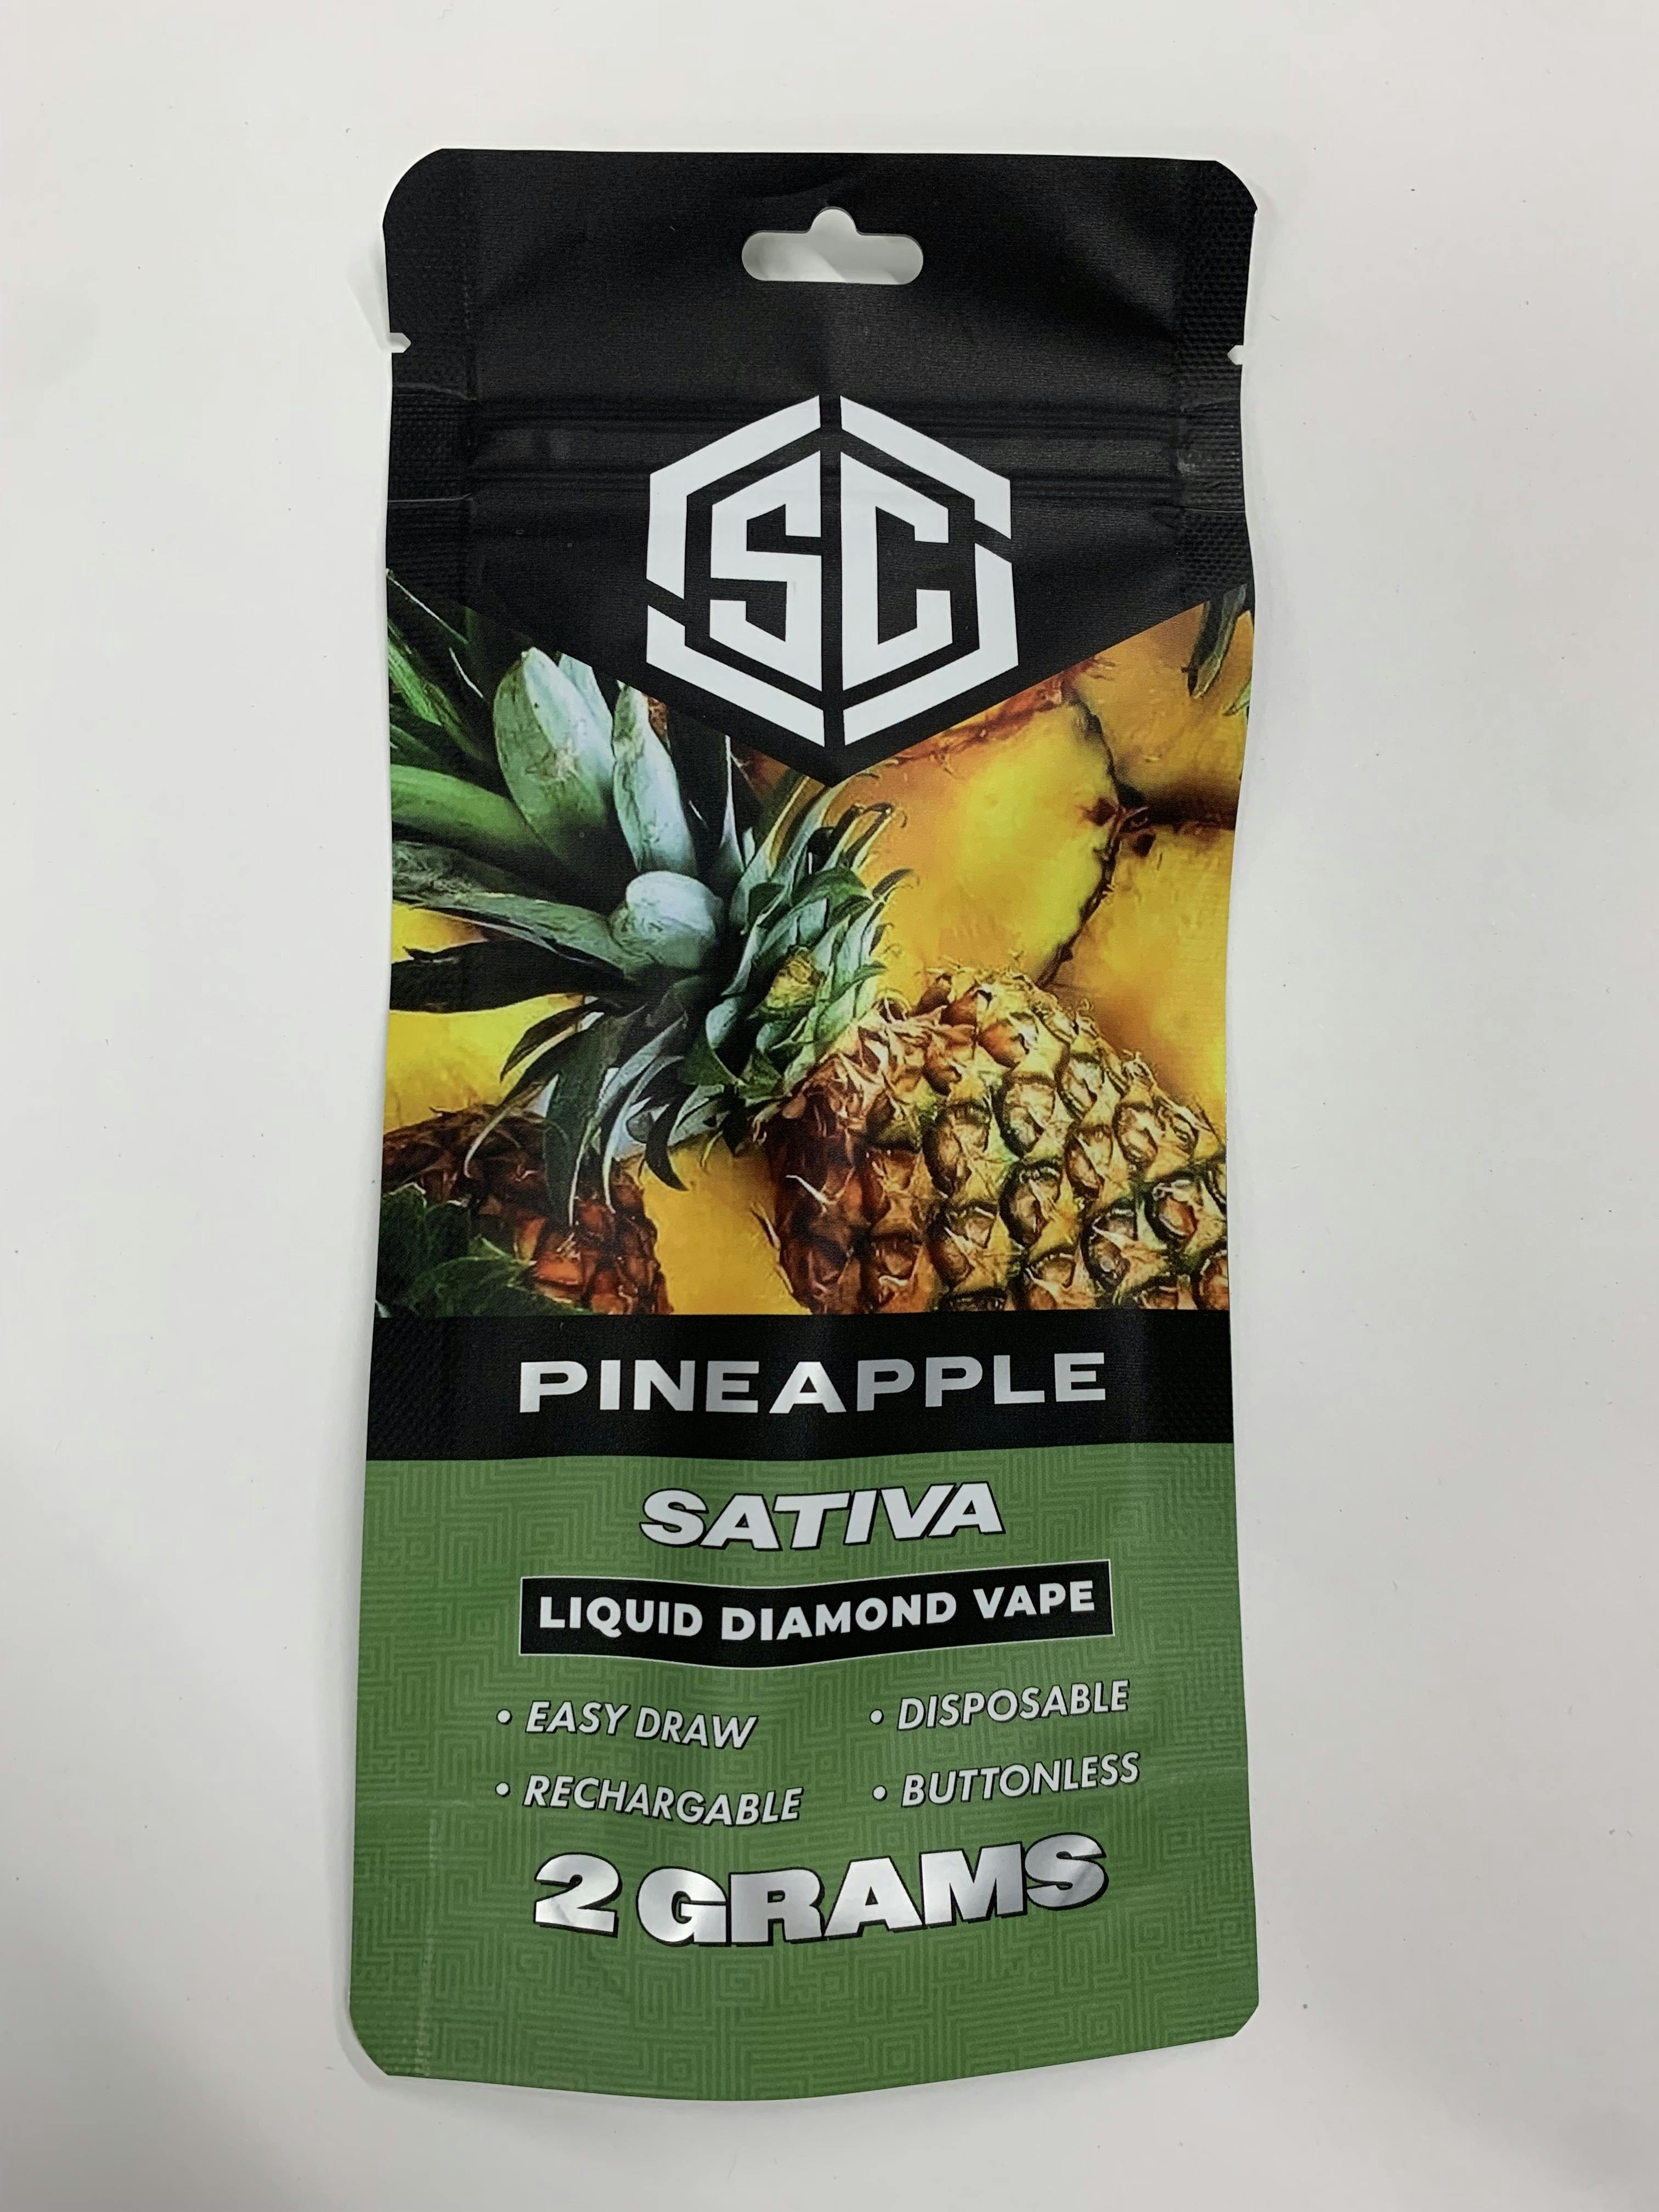 SC
PINEAPPLE
SATIVA
LIQUID DIAMOND VAPE
• EASY DRAW
• DISPOSABLE
• RECHARGABLE
• BUTTONLESS
2 GRAMS